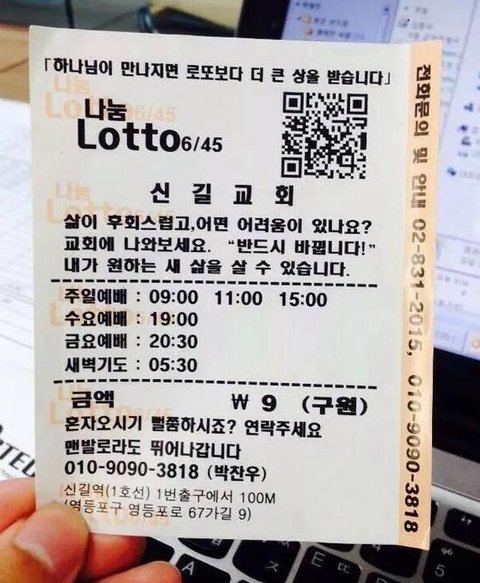 「하나님이 만나지면 로또보다 더 큰 상을 받습니다」
나눔
Lotto6/45
신길교회
삶이 후회스럽고,어떤 어려움이 있나요?
교회에 나와보세요. “반드시 바뀝니다!”
내가 원하는 새 삶을 살 수 있습니다.
주일예배 : 09:00 11:00 15:00
수요예배 : 19:00
금요예배 : 20:30
새벽기도 : 05:30
금액 ₩ 9 (구원)
혼자오시기 뻘쭘하시죠? 연락주세요
맨발로라도 뛰어나갑니다
010-9090-3818 (박찬우)
신길역(1호선) 1번출구에서 100M
(영등포구 영등포로 67가길 9)
전화문의 및 안내 02-831-2015, 010-9090-3818